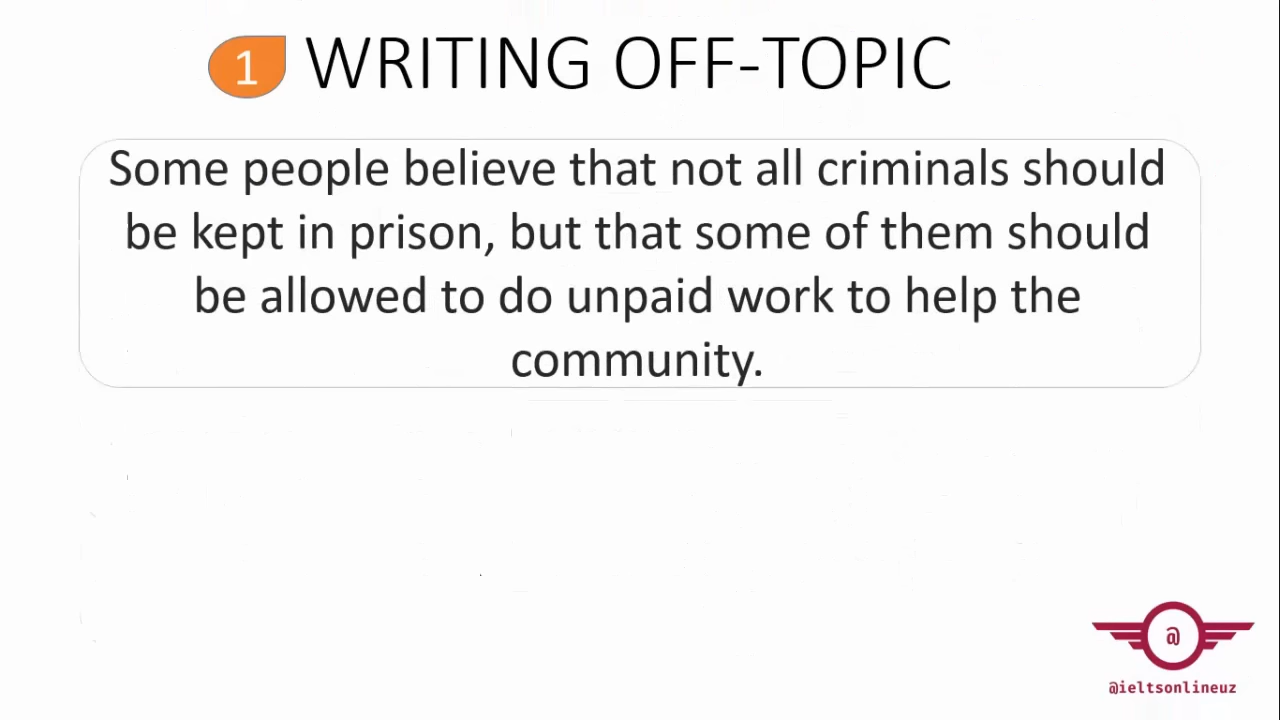 1 WRITING OFF-TOPIC
Some people believe that not all criminals should
be kept in prison, but that some of them should
be allowed to do unpaid work to help the
community.
@
@ieltsonlineuz